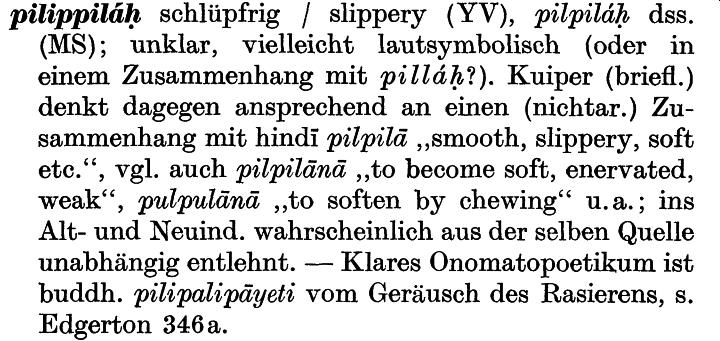 pilippiláḥ schlüpfrig / slippery (YV), pilpiláḥ dss.
(MS); unklar, vielleicht lautsymbolisch (oder in
einem Zusammenhang mit pilláḥ?). Kuiper (briefl.)
denkt dagegen ansprechend an einen (nichtar.) Zu-
sammenhang mit hindī pilpilā ,,smooth, slippery, soft
etc.“, vgl. auch pilpilānā ,,to become soft, enervated,
weak“, pulpulānā ,,to soften by chewing“ u. a.; ins
Alt- und Neuind. wahrscheinlich aus der selben Quelle
unabhängig entlehnt. — Klares Onomatopoetikum ist
buddh. pilipalipāyeti vom Geräusch des Rasierens, s.
Edgerton 346a.